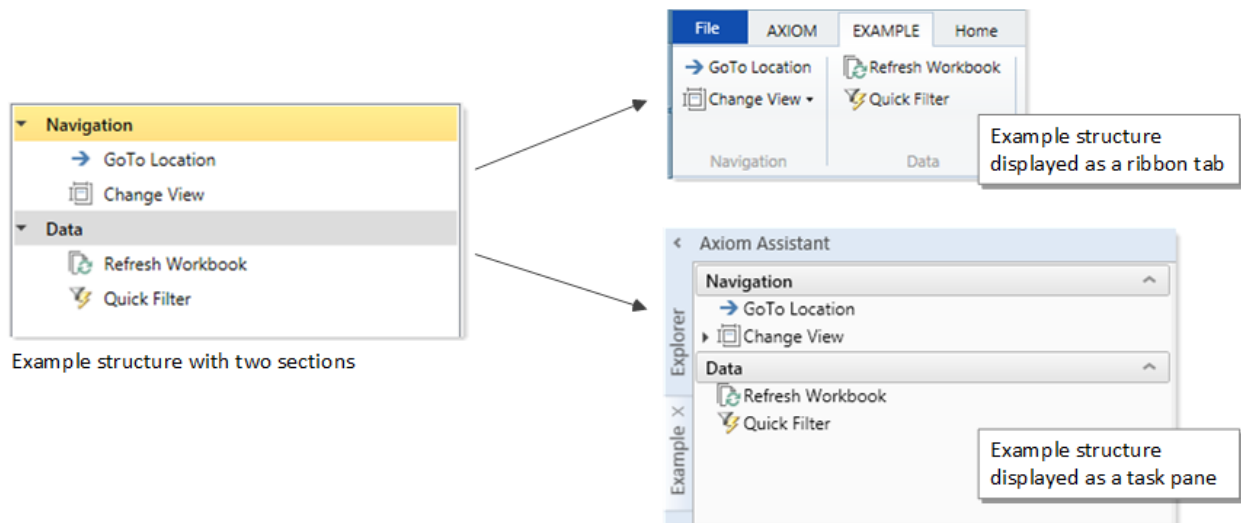 Navigation
GoTo Location
Change View
Data
Refresh Workbook
Quick Filter
Example structure with two sections
File AXIOM EXAMPLE Home
GoTo Location Refresh Workbook
Change View Quick Filter
Navigation Data
Example structure
displayed as a ribbon tab
Axiom Assistant
Explorer
Example X
Navigation
GoTo Location
Change View
Data
Refresh Workbook
Quick Filter
Example structure
displayed as a task pane